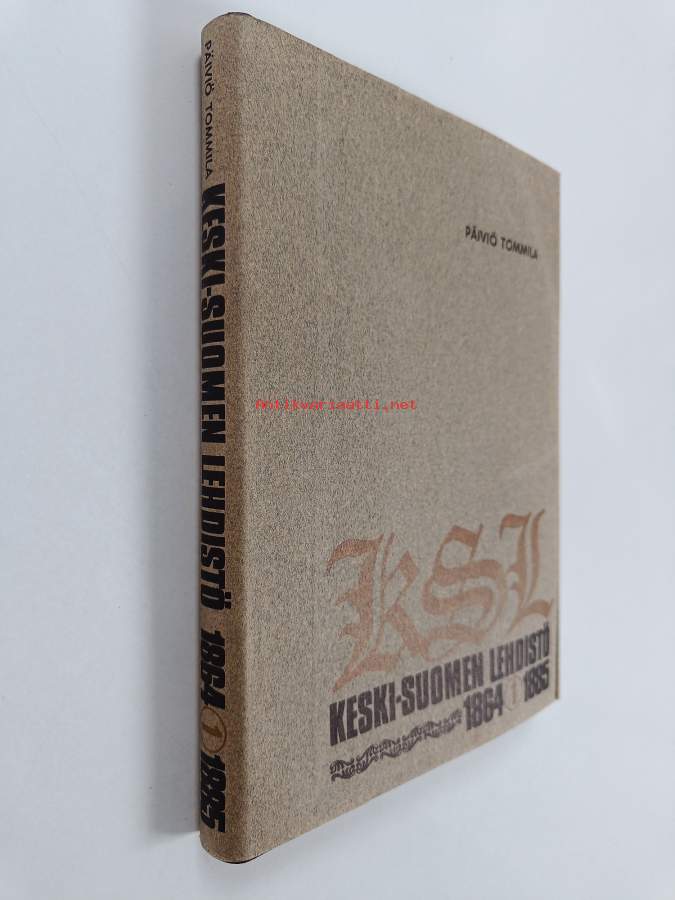 PÄIVIÖ TOMMILA KESKI-SUOMEN LEHDISTÖ 1864 1 1885
PÄIVIÖ TOMMILA
Antikvariaatti.net
KSL
KESKI-SUOMEN LEHDISTÖ
1864 1 1885